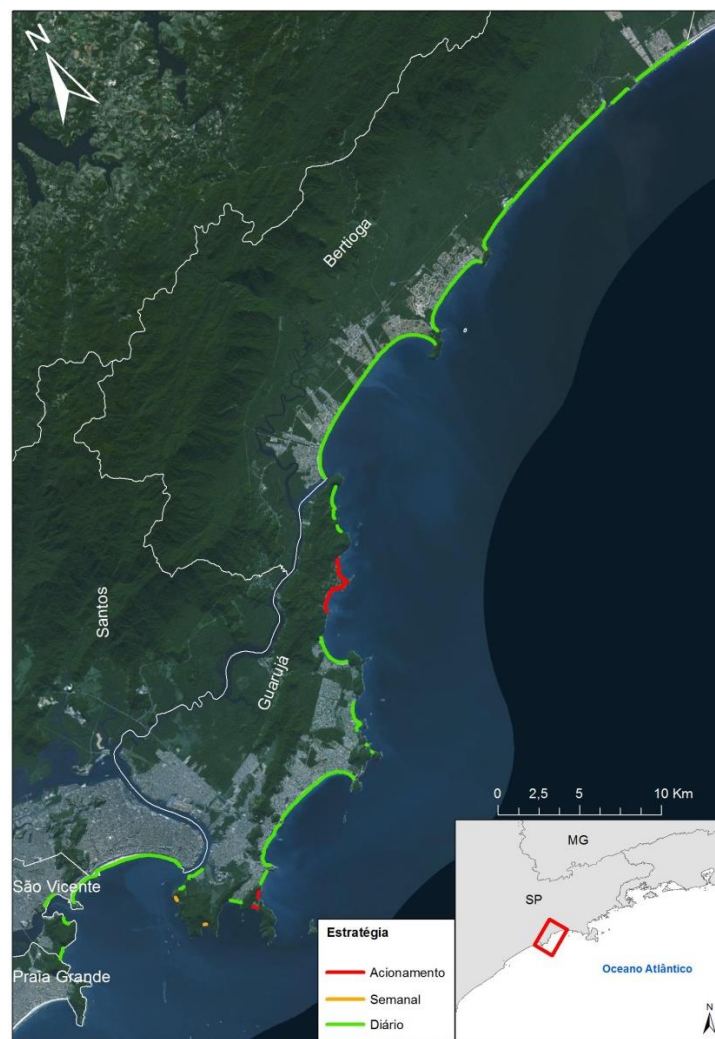 N
Bertioga
Santos
Guarujá
0 2,5 10 Km
São Vicente
Praia Grande
Estratégia
Acionamento
Semanal
Diário
MG
SP
Oceano Atlântico
N